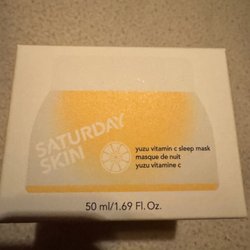 SATURDAY
SKIN
yuzu vitamin c sleep mask
masque de nuit
yuzu vitamine c
50 ml/1.69 Fl. Oz.